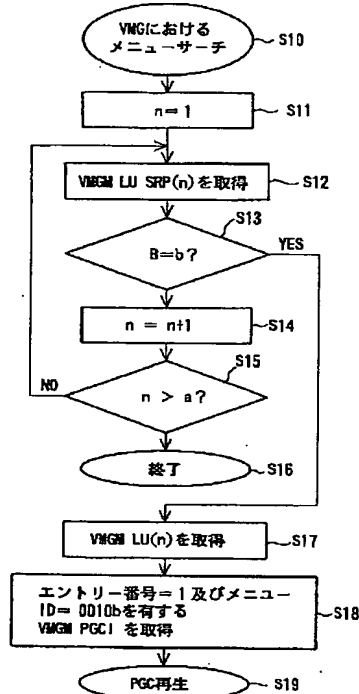 VMGにおける
メニューサーチ
S10
n=1
S11
VMGM LU SRP(n)を取得
S12
S13
B=b?
YES
n = n+1
S14
S15
NO
n > a?
終了
S16
VMGM LU(n)を取得
S17
エントリー番号=1及びメニュー
ID= 0010bを有する
VMGM PGCI を取得
S18
PGC再生
S19